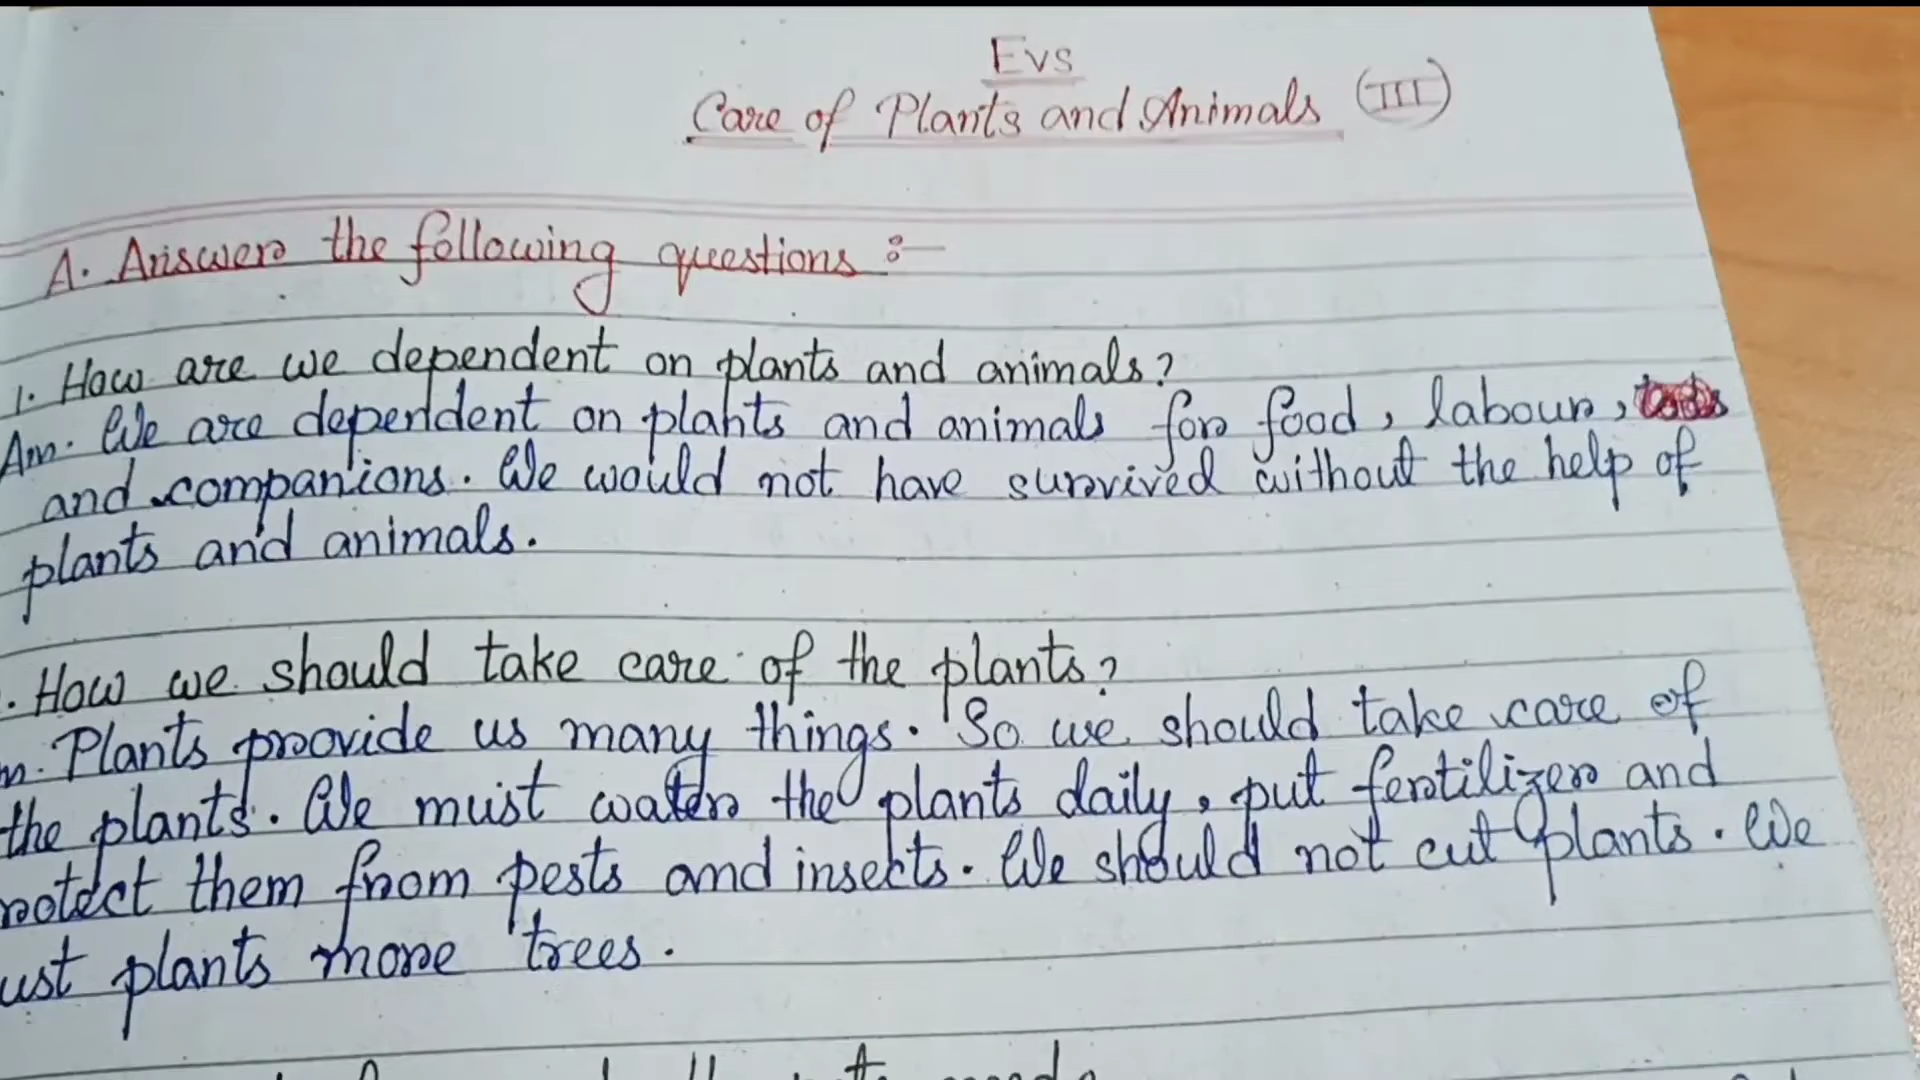 Evs
Care of Plants and Animals (III)
A. Answer the following questions :-
1. How are we dependent on plants and animals?
Ans. We are dependent on plants and animals for food, labour,
and companions. We would not have survived without the help of
plants and animals.
. How we should take care of the plants?
n. Plants provide us many things. So we should take care of
the plants. We must water the plants daily, put fertilizer and
rotect them from pests and insects. We should not cut plants. We
ust plants more trees.